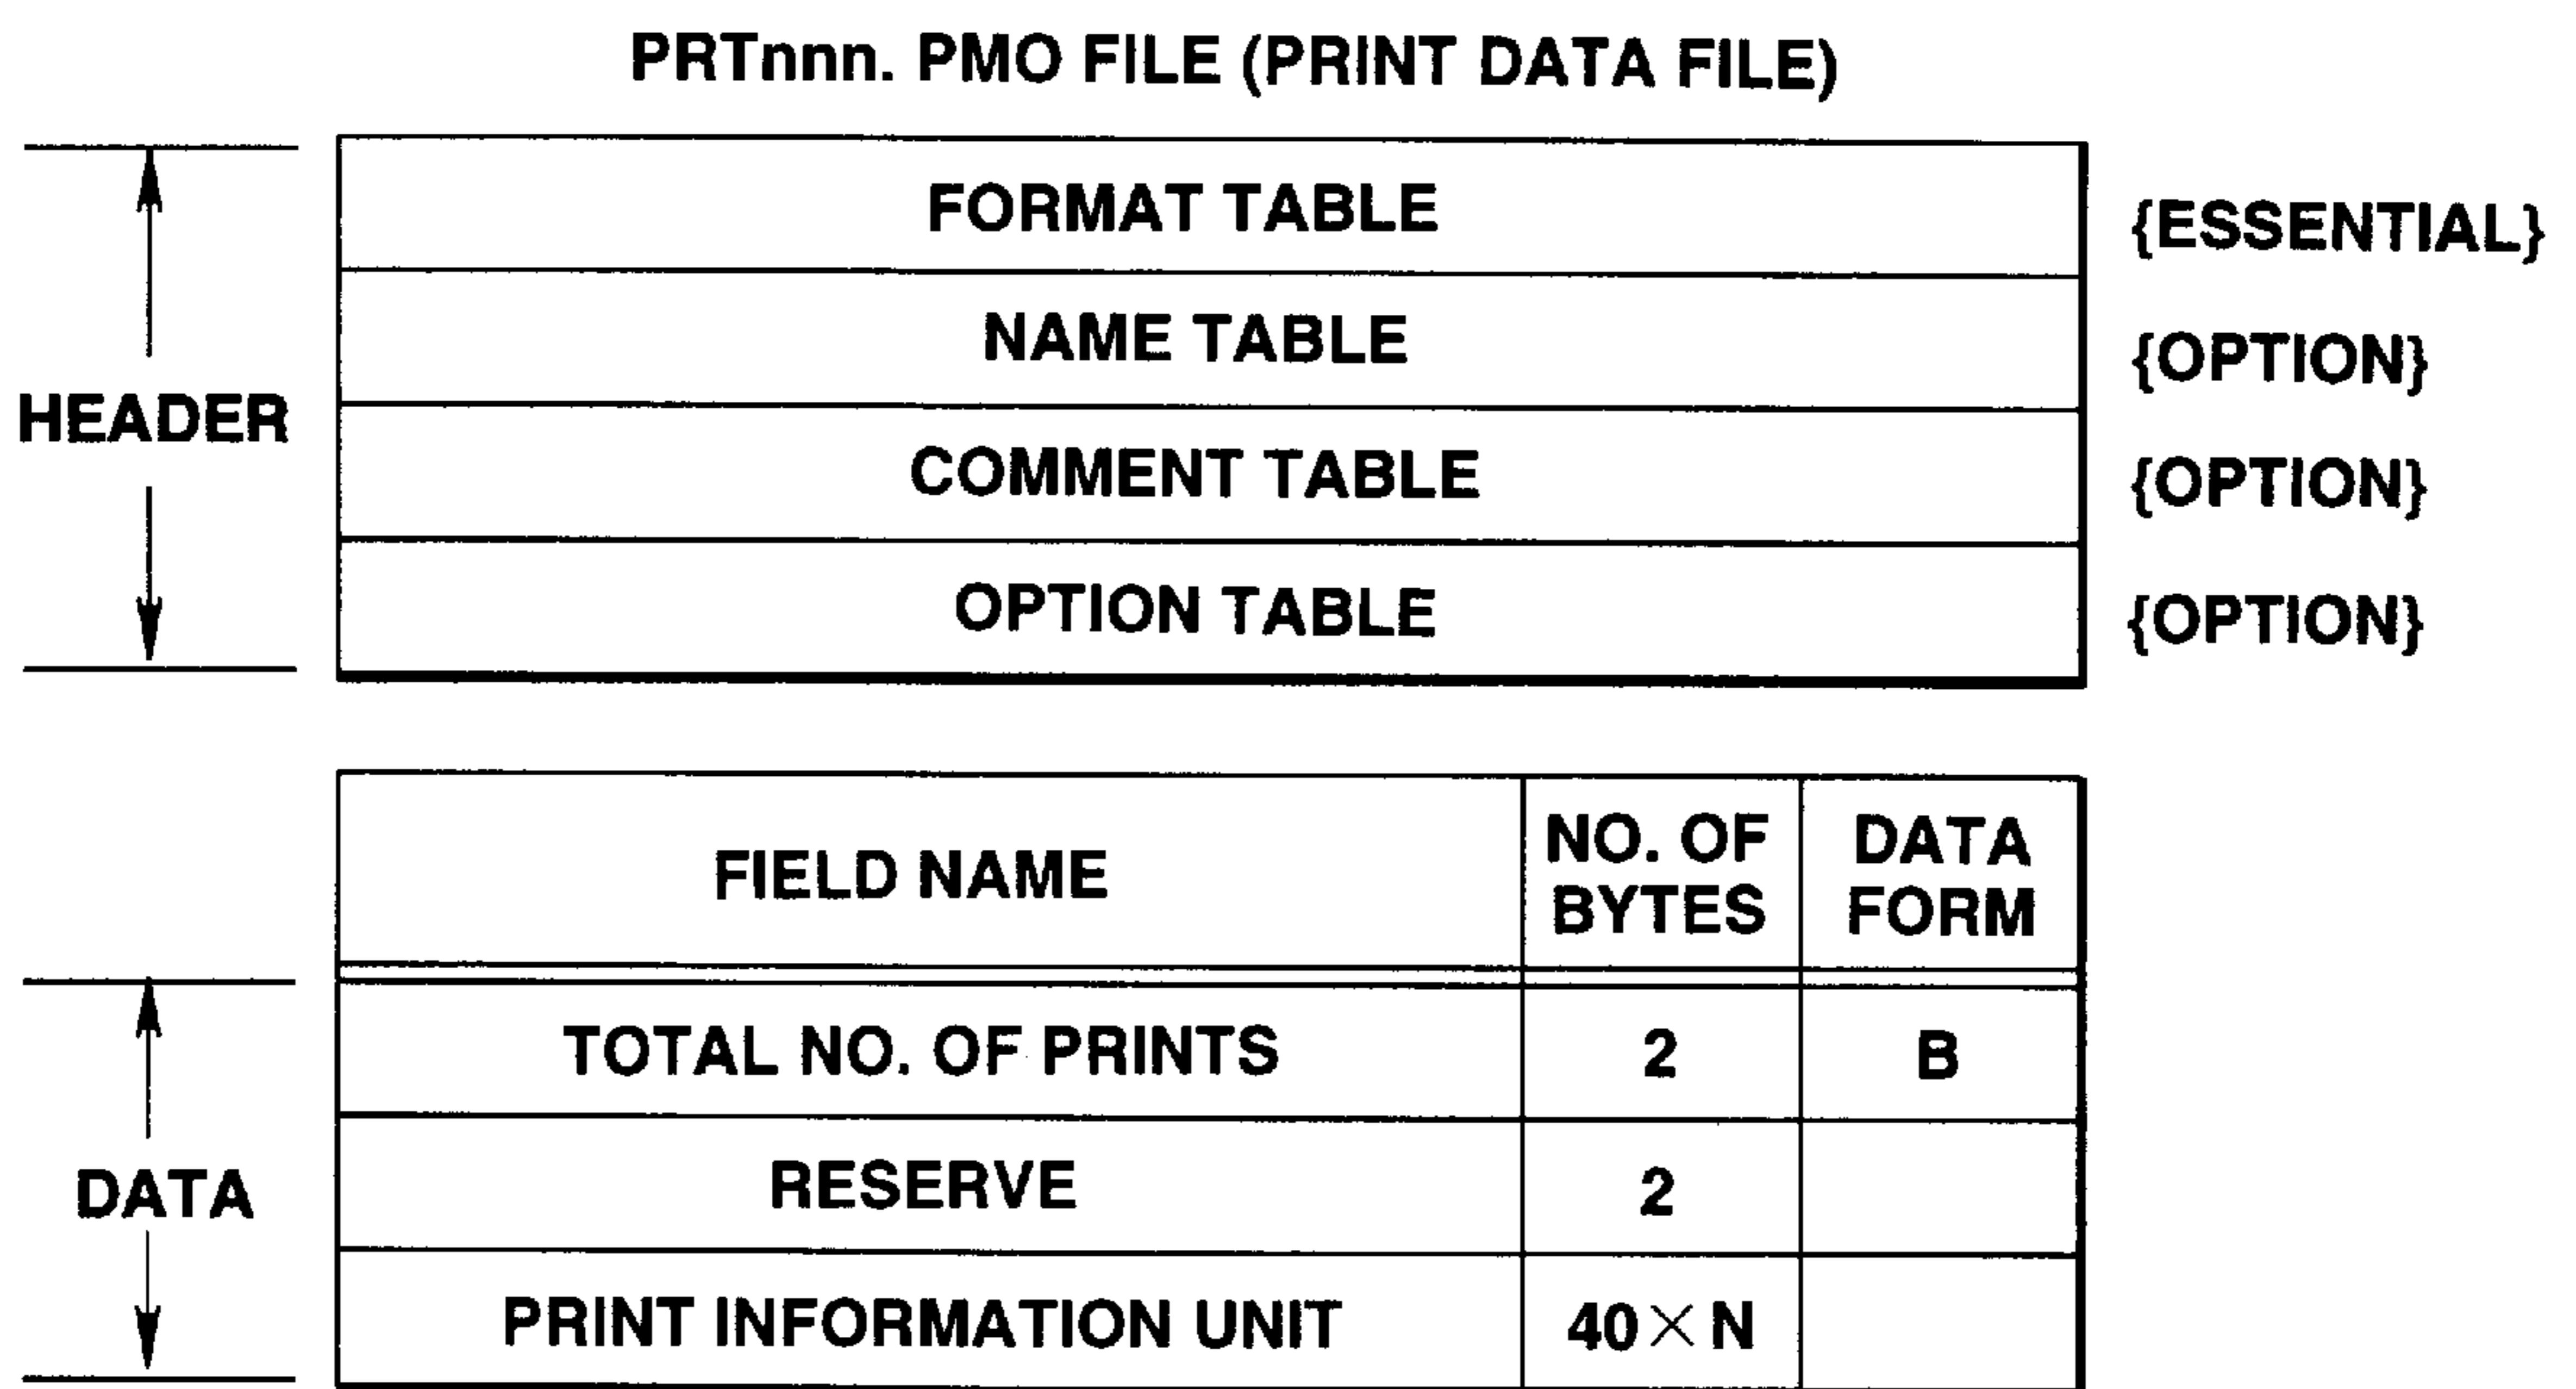 PRTnnn. PMO FILE (PRINT DATA FILE)
FORMAT TABLE {ESSENTIAL}
NAME TABLE {OPTION}
HEADER
COMMENT TABLE {OPTION}
OPTION TABLE {OPTION}
FIELD NAME
NO. OF
BYTES
DATA
FORM
TOTAL NO. OF PRINTS 2 B
DATA
RESERVE 2
PRINT INFORMATION UNIT 40×N